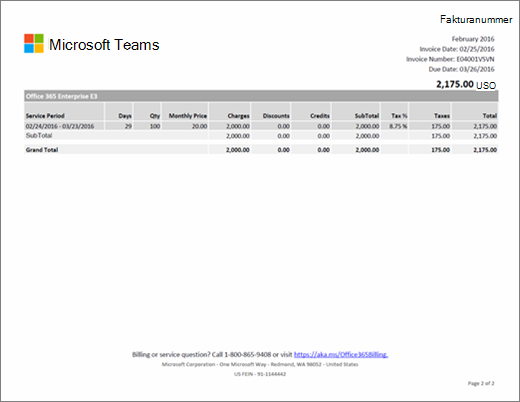 Fakturanummer
Microsoft Teams
February 2016
Invoice Date: 02/25/2016
Invoice Number: E04001VSVN
Due Date: 03/26/2016
2,175.00 USD
Office 365 Enterprise E3
Service Period Days Qty Monthly Price Charges Discounts Credits SubTotal Tax % Taxes Total
02/24/2016 - 03/23/2016 29 100 20.00 2,000.00 0.00 0.00 2,000.00 8.75 % 175.00 2,175.00
SubTotal 2,000.00 0.00 0.00 2,000.00 175.00 2,175.00
Grand Total 2,000.00 0.00 0.00 2,000.00 175.00 2,175.00
Billing or service question? Call 1-800-865-9408 or visit https://aka.ms/Office365Billing.
Microsoft Corporation - One Microsoft Way - Redmond, WA 98052 - United States
US FEIN - 91-1144442
Page 2 of 2